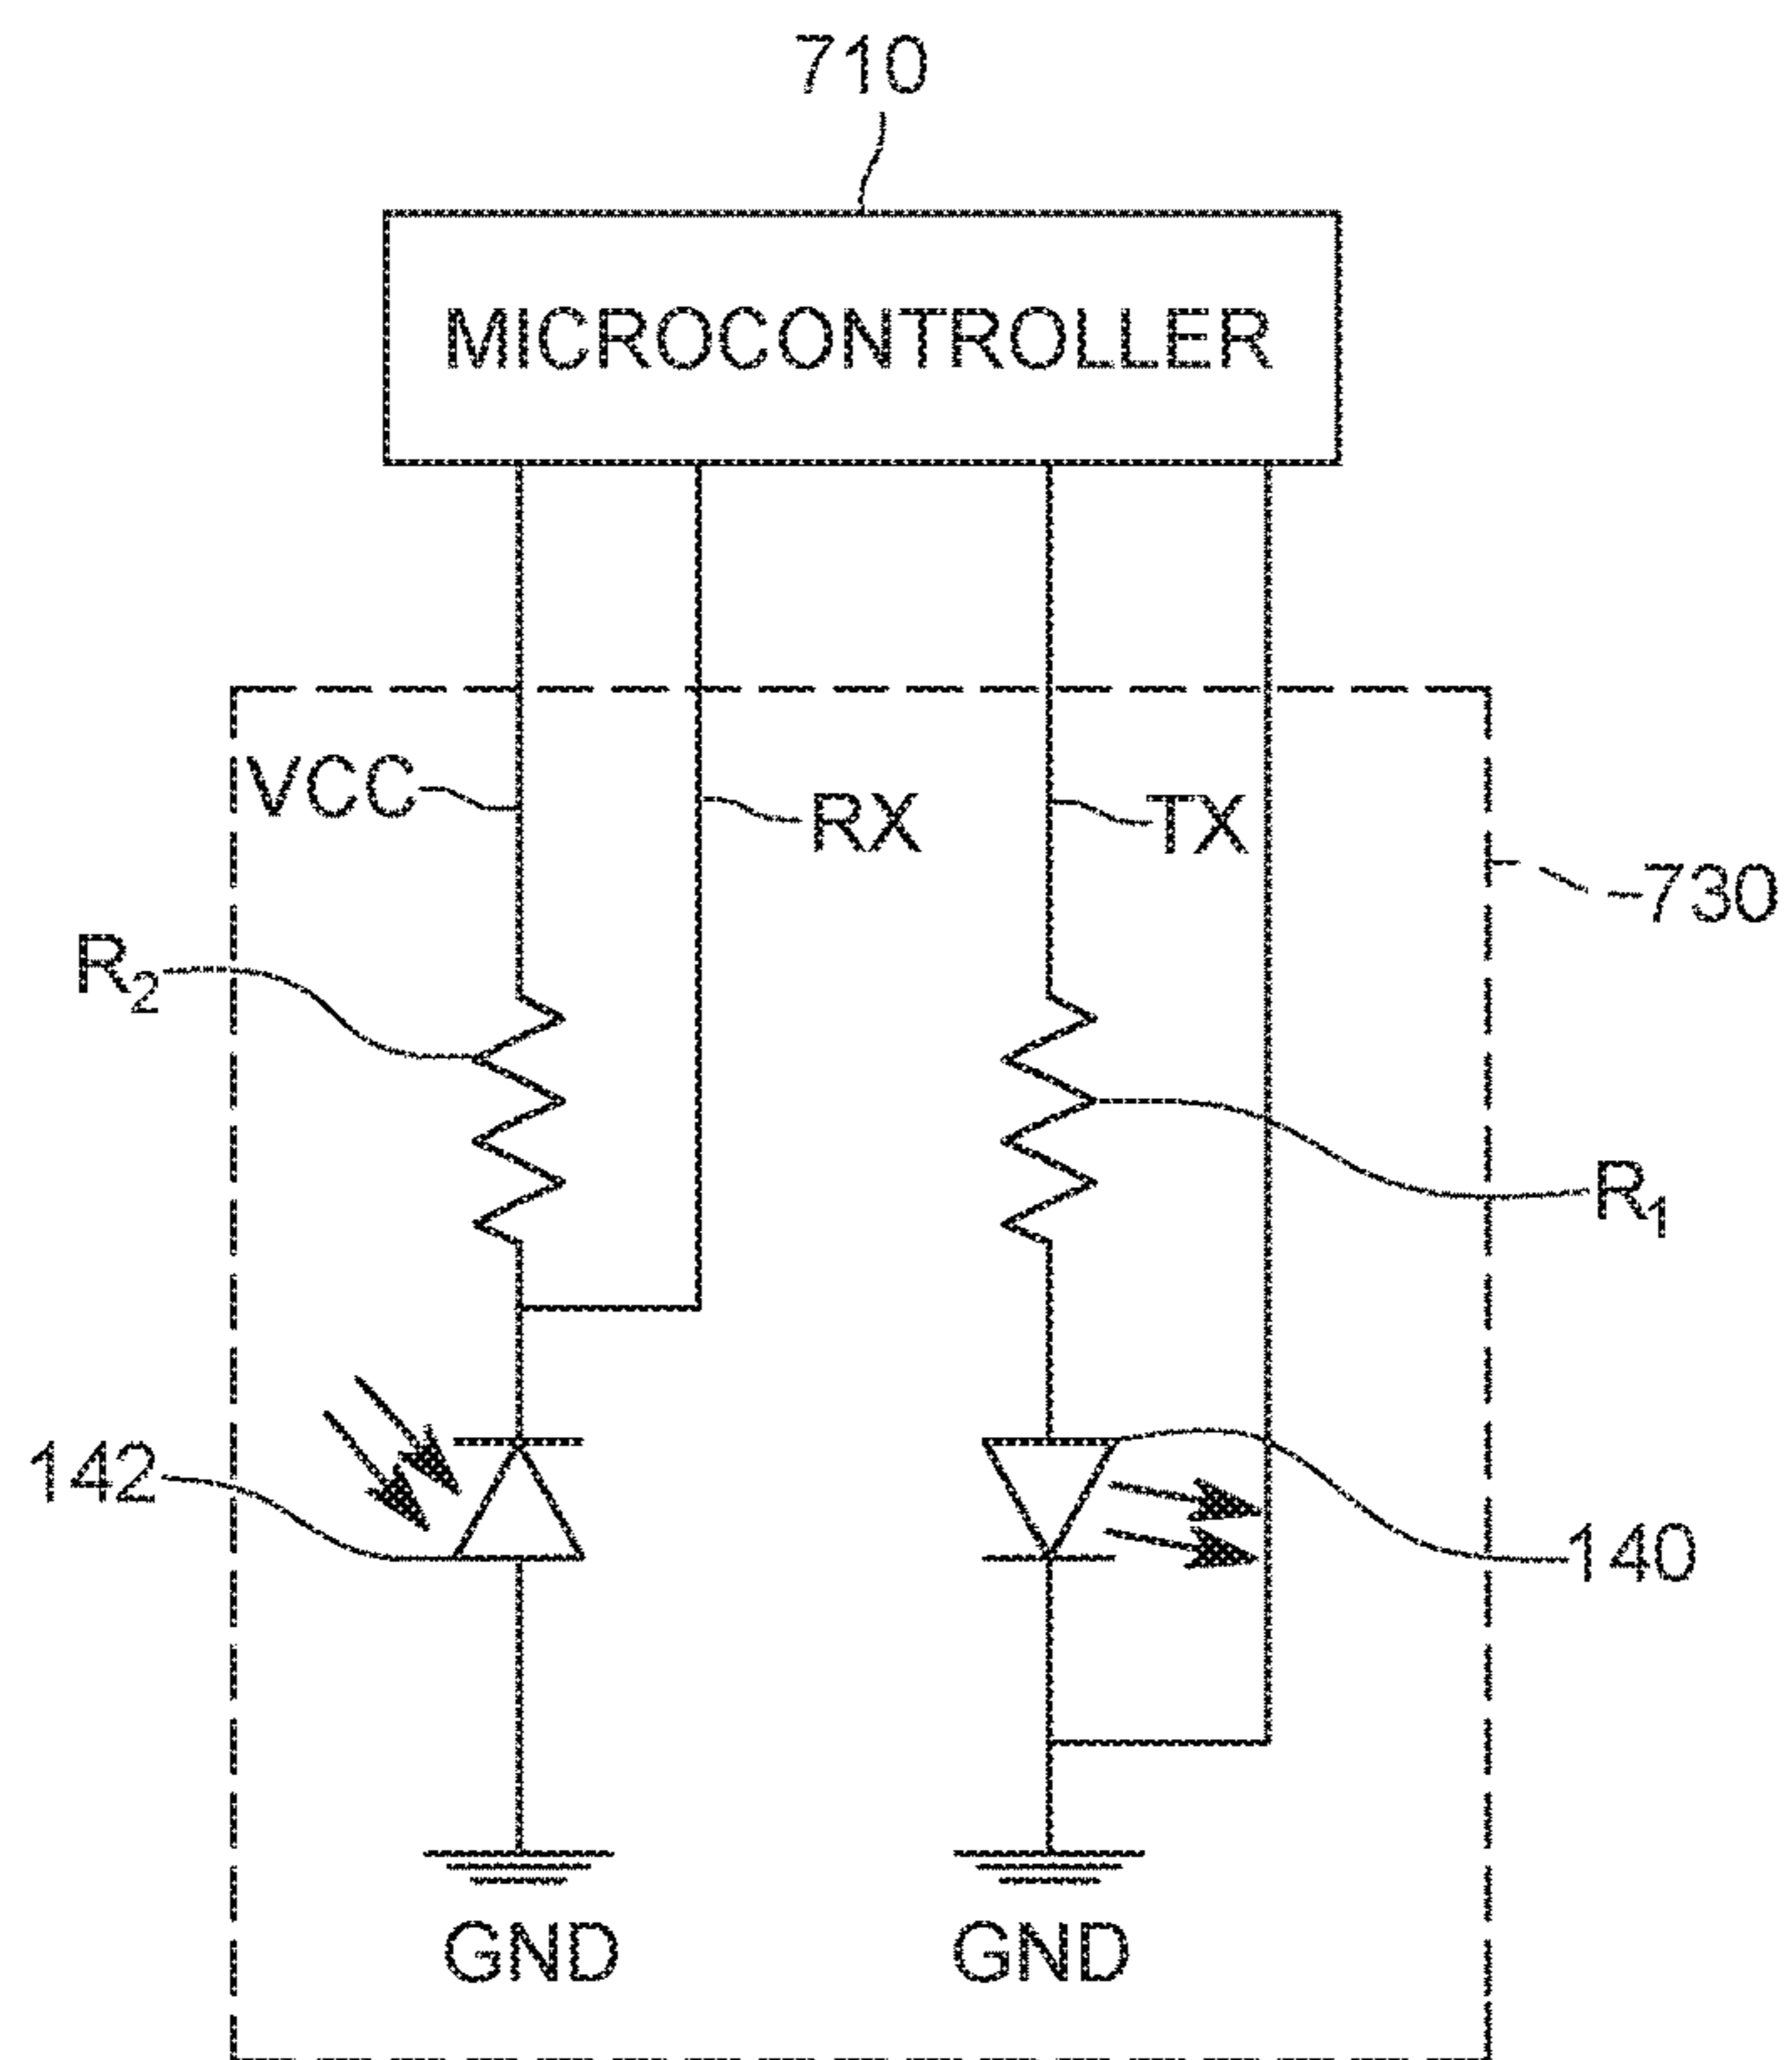 710
MICROCONTROLLER
VCC
RX
TX
730
R2
R1
142
140
GND
GND